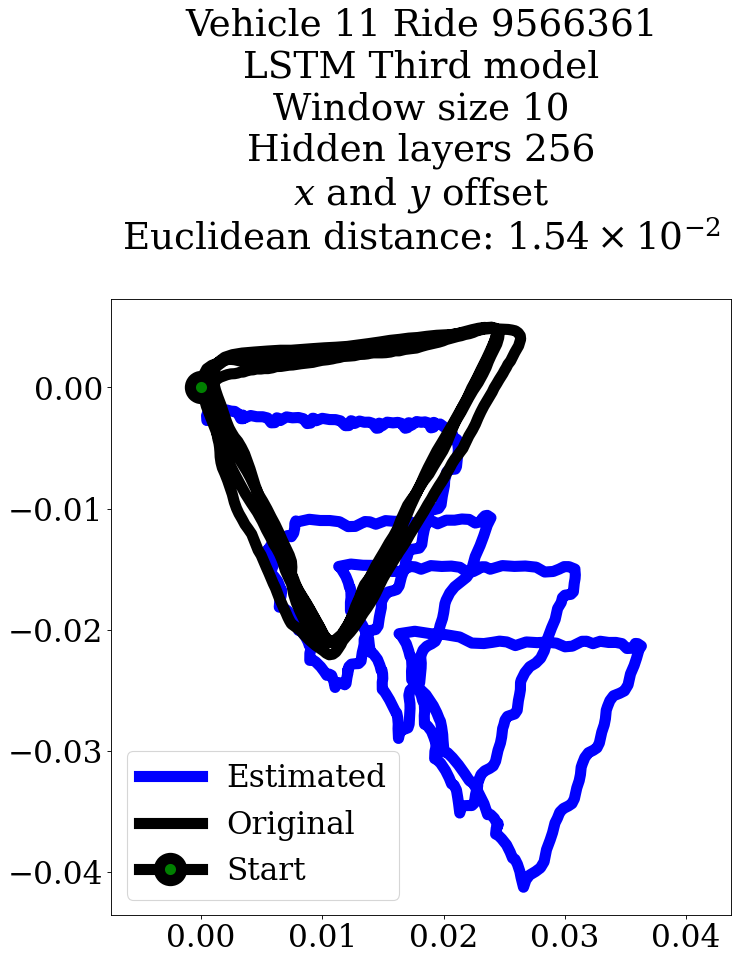 Vehicle 11 Ride 9566361
LSTM Third model
Window size 10
Hidden layers 256
x and y offset
Euclidean distance: 1.54 × 10⁻²
0.00
−0.01
−0.02
−0.03
−0.04
Estimated
Original
Start
0.00 0.01 0.02 0.03 0.04